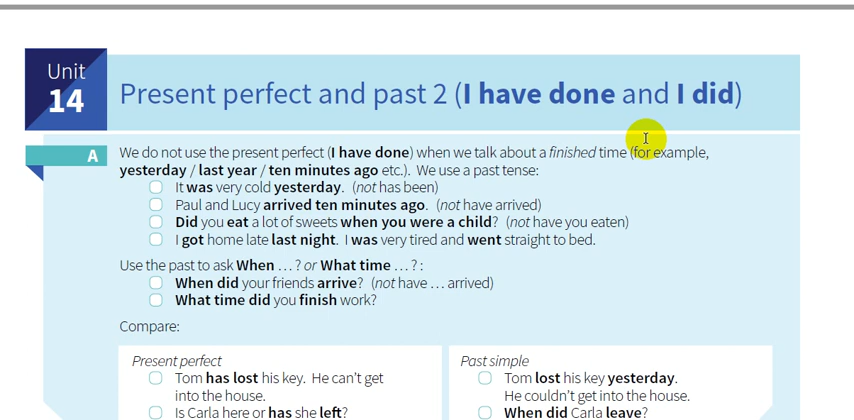 Unit
14
Present perfect and past 2 (I have done and I did)
A
We do not use the present perfect (I have done) when we talk about a finished time (for example,
yesterday / last year / ten minutes ago etc.). We use a past tense:
It was very cold yesterday. (not has been)
Paul and Lucy arrived ten minutes ago. (not have arrived)
Did you eat a lot of sweets when you were a child? (not have you eaten)
I got home late last night. I was very tired and went straight to bed.
Use the past to ask When … ? or What time … ? :
When did your friends arrive? (not have … arrived)
What time did you finish work?
Compare:
Present perfect
Tom has lost his key. He can't get
into the house.
Is Carla here or has she left?
Past simple
Tom lost his key yesterday.
He couldn't get into the house.
When did Carla leave?